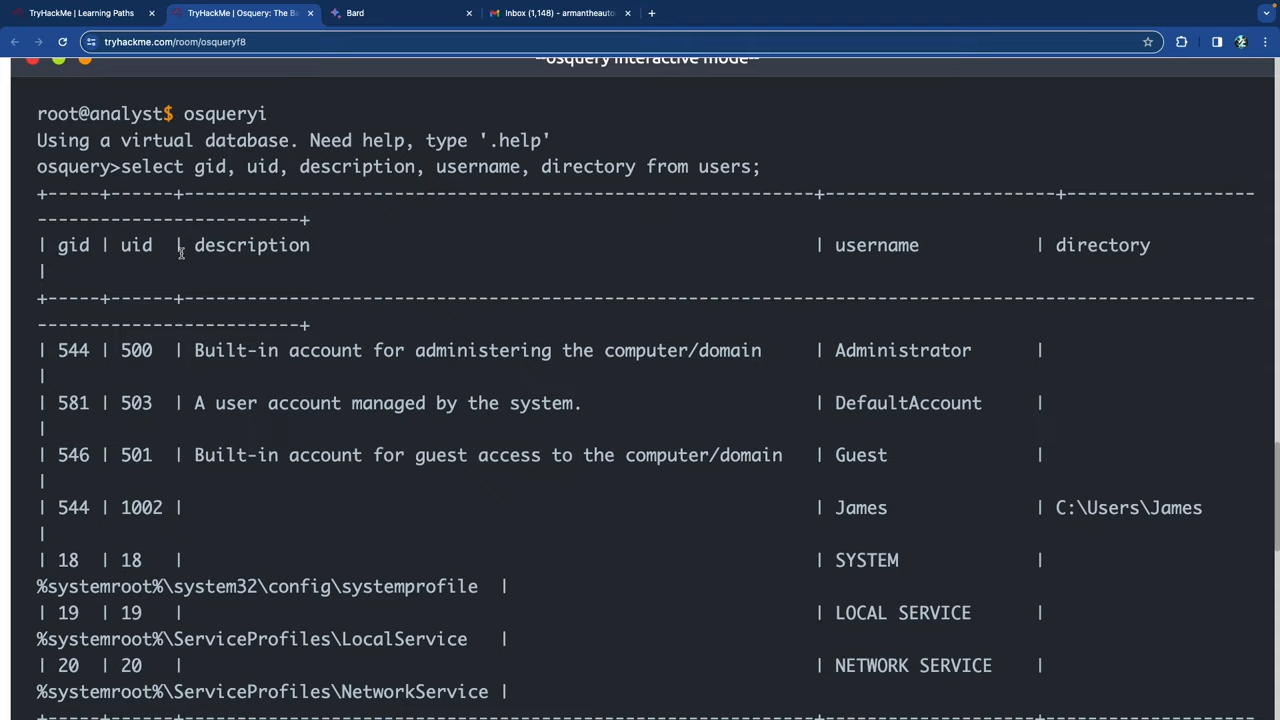 TryHackMe | Learning Paths
TryHackMe | Osquery: The Ba
Bard
Inbox (1,148) - armantheauto
tryhackme.com/room/osqueryf8
--osquery interactive mode--
root@analyst$ osqueryi
Using a virtual database. Need help, type '.help'
osquery>select gid, uid, description, username, directory from users;
+-----+------+------------------------------------------------------------+-----------------------+------------------
-------------------------+
| gid | uid  | description | username | directory
|
+-----+------+------------------------------------------------------------------------------------------------------
-------------------------+
| 544 | 500  | Built-in account for administering the computer/domain | Administrator |
|
| 581 | 503  | A user account managed by the system. | DefaultAccount |
|
| 546 | 501  | Built-in account for guest access to the computer/domain | Guest |
|
| 544 | 1002 | | James | C:\Users\James
|
| 18  | 18   | | SYSTEM |
%systemroot%\system32\config\systemprofile  |
| 19  | 19   | | LOCAL SERVICE |
%systemroot%\ServiceProfiles\LocalService   |
| 20  | 20   | | NETWORK SERVICE |
%systemroot%\ServiceProfiles\NetworkService |